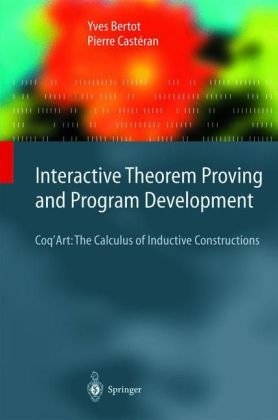 Yves Bertot
Pierre Castéran
Interactive Theorem Proving
and Program Development
Coq'Art: The Calculus of Inductive Constructions
Springer